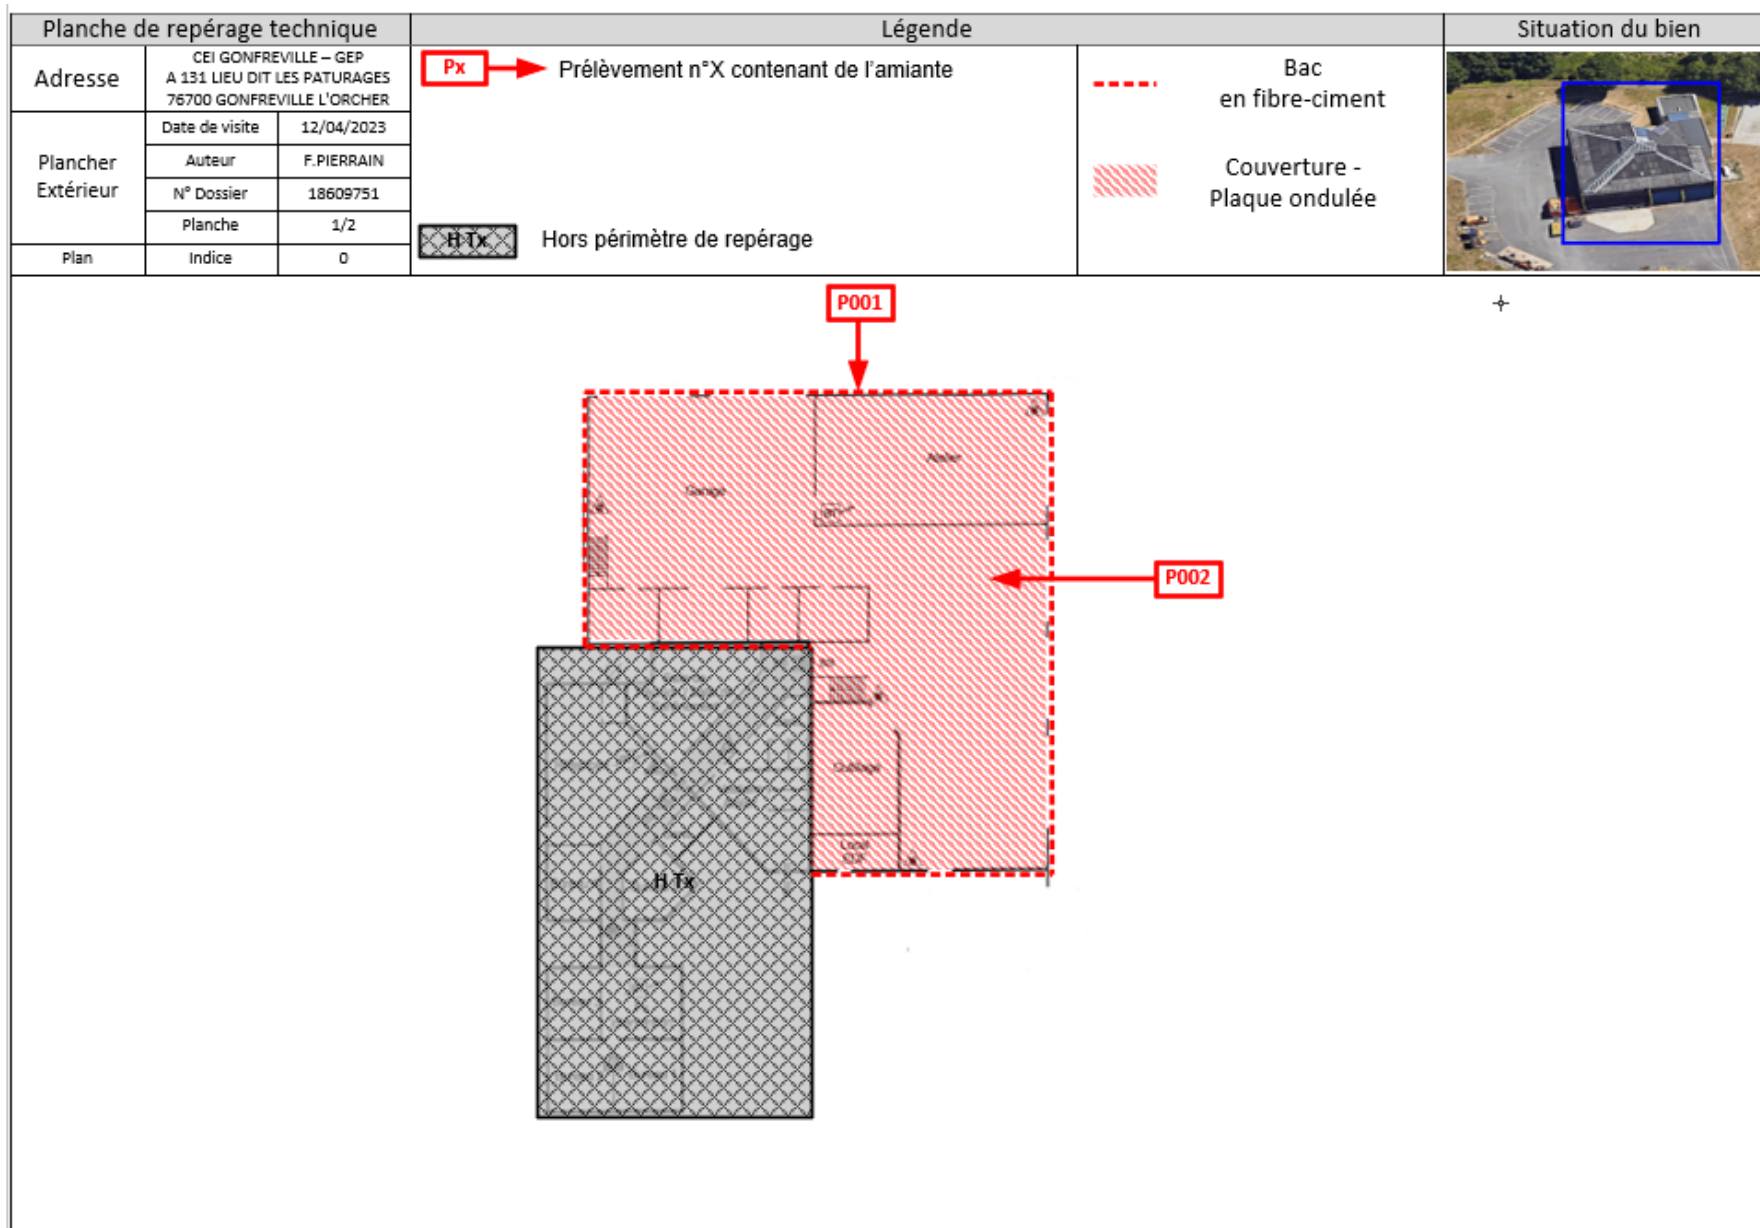 Planche de repérage technique
Légende
Situation du bien
Adresse
CEI GONFREVILLE – GEP
A 131 LIEU DIT LES PATURAGES
76700 GONFREVILLE L'ORCHER
Plancher
Extérieur
Date de visite
12/04/2023
Auteur
F.PIERRAIN
N° Dossier
18609751
Planche
1/2
Plan
Indice
0
Px
Prélèvement n°X contenant de l'amiante
H Tx
Hors périmètre de repérage
Bac
en fibre-ciment
Couverture -
Plaque ondulée
P001
Atelier
Garage
P002
Outillage
Local
H Tx